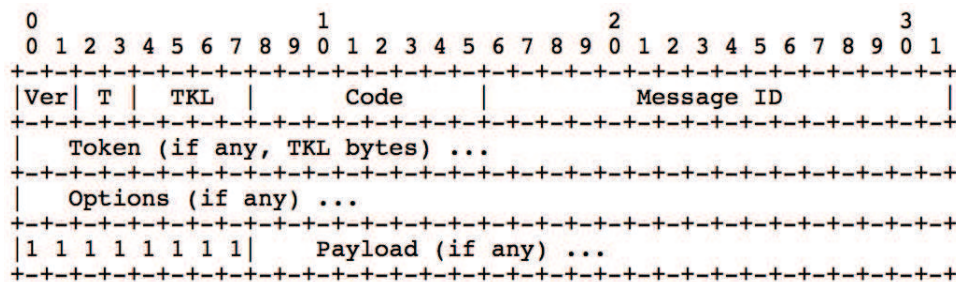 0                   1                   2                   3
 0 1 2 3 4 5 6 7 8 9 0 1 2 3 4 5 6 7 8 9 0 1 2 3 4 5 6 7 8 9 0 1
+-+-+-+-+-+-+-+-+-+-+-+-+-+-+-+-+-+-+-+-+-+-+-+-+-+-+-+-+-+-+-+-+
|Ver| T |  TKL  |      Code     |          Message ID           |
+-+-+-+-+-+-+-+-+-+-+-+-+-+-+-+-+-+-+-+-+-+-+-+-+-+-+-+-+-+-+-+-+
|   Token (if any, TKL bytes) ...
+-+-+-+-+-+-+-+-+-+-+-+-+-+-+-+-+-+-+-+-+-+-+-+-+-+-+-+-+-+-+-+-+
|   Options (if any) ...
+-+-+-+-+-+-+-+-+-+-+-+-+-+-+-+-+-+-+-+-+-+-+-+-+-+-+-+-+-+-+-+-+
|1 1 1 1 1 1 1 1|    Payload (if any) ...
+-+-+-+-+-+-+-+-+-+-+-+-+-+-+-+-+-+-+-+-+-+-+-+-+-+-+-+-+-+-+-+-+